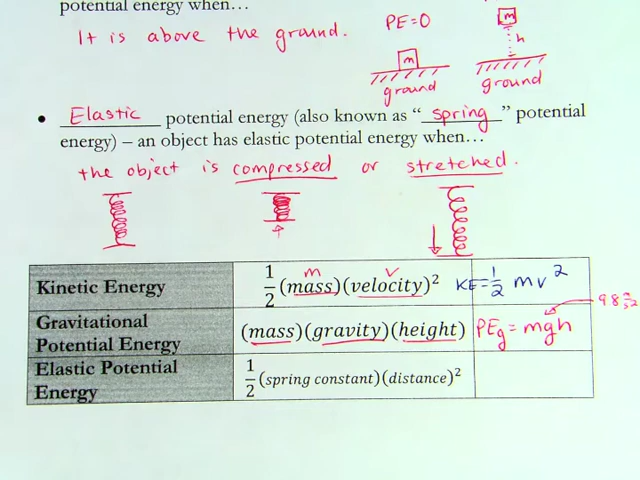 potential energy when…
It is above the ground.
PE=0
m
ground
m
h
ground
• Elastic potential energy (also known as “ spring ” potential
energy) – an object has elastic potential energy when…
the object is compressed or stretched.
m v
Kinetic Energy 1/2 (mass)(velocity)² KE=1/2 mv²
Gravitational Potential Energy (mass)(gravity)(height) PEg = mgh
Elastic Potential Energy 1/2 (spring constant)(distance)²